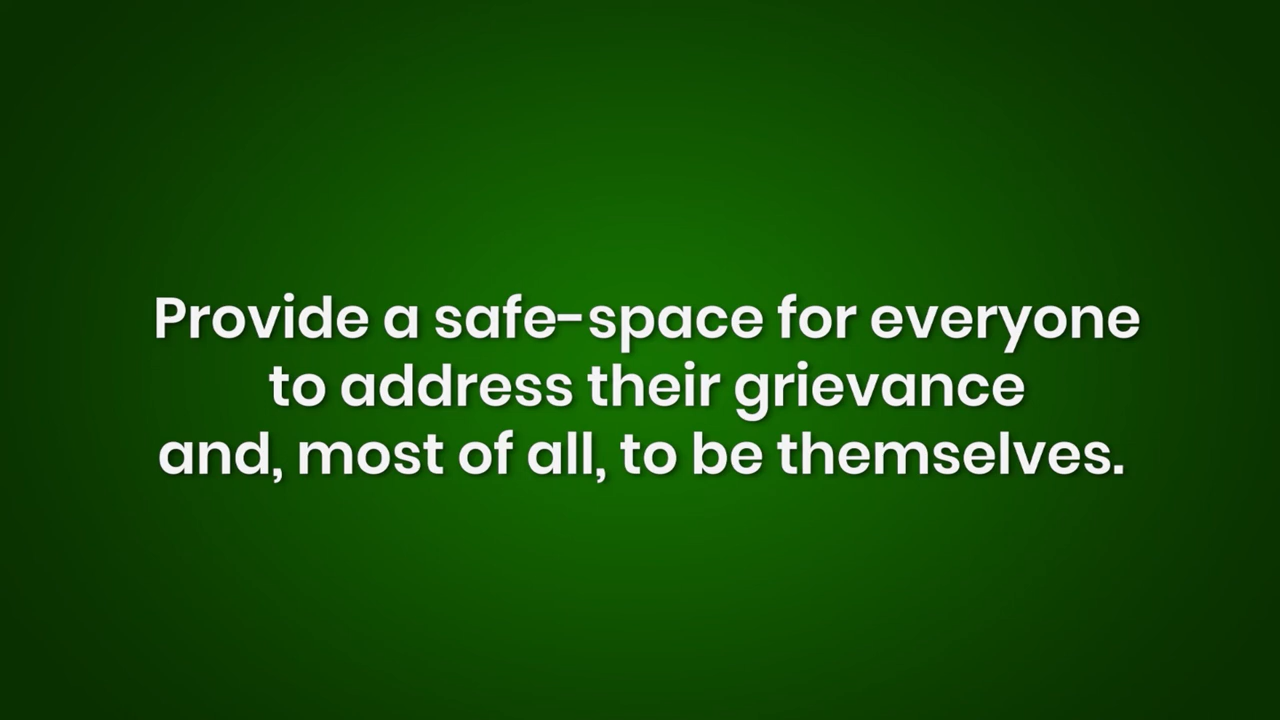 Provide a safe-space for everyone
to address their grievance
and, most of all, to be themselves.